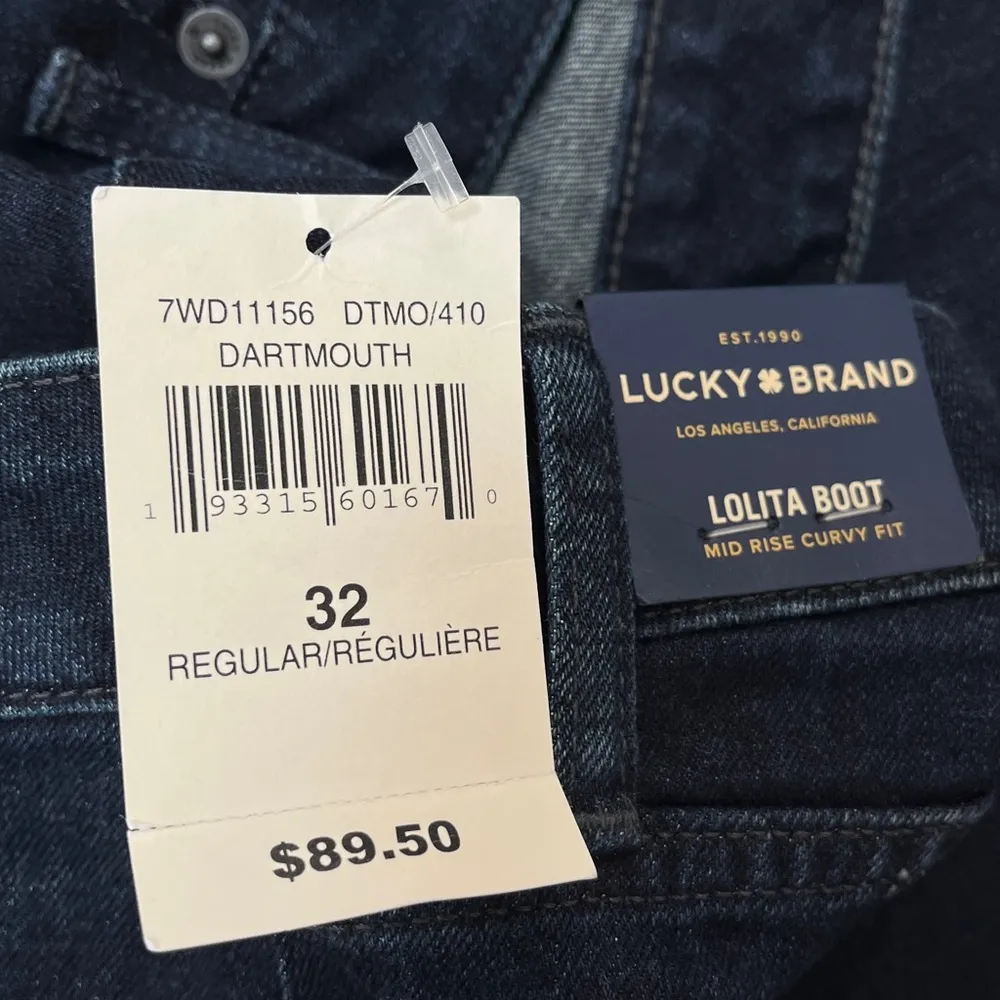 7WD11156 DTMO/410
DARTMOUTH
1 93315 60167 0
32
REGULAR/RÉGULIÈRE
$89.50
EST.1990
LUCKY BRAND
LOS ANGELES, CALIFORNIA
LOLITA BOOT
MID RISE CURVY FIT